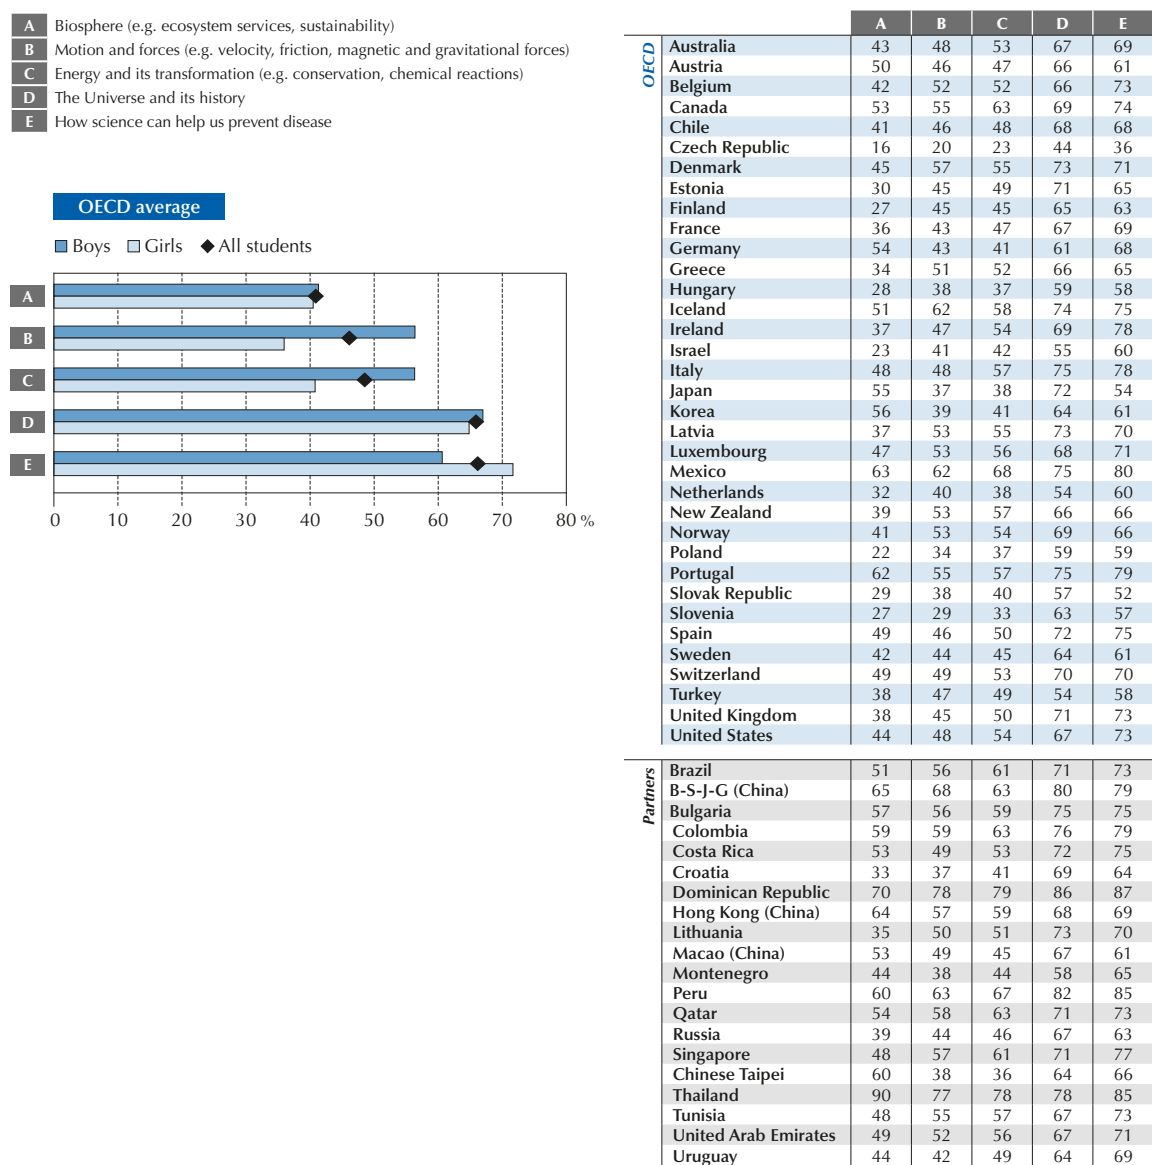 A Biosphere (e.g. ecosystem services, sustainability)
B Motion and forces (e.g. velocity, friction, magnetic and gravitational forces)
C Energy and its transformation (e.g. conservation, chemical reactions)
D The Universe and its history
E How science can help us prevent disease
OECD average
Boys Girls All students
A
B
C
D
E
0 10 20 30 40 50 60 70 80 %
A B C D E
OECD
Australia 43 48 53 67 69
Austria 50 46 47 66 61
Belgium 42 52 52 66 73
Canada 53 55 63 69 74
Chile 41 46 48 68 68
Czech Republic 16 20 23 44 36
Denmark 45 57 55 73 71
Estonia 30 45 49 71 65
Finland 27 45 45 65 63
France 36 43 47 67 69
Germany 54 43 41 61 68
Greece 34 51 52 66 65
Hungary 28 38 37 59 58
Iceland 51 62 58 74 75
Ireland 37 47 54 69 78
Israel 23 41 42 55 60
Italy 48 48 57 75 78
Japan 55 37 38 72 54
Korea 56 39 41 64 61
Latvia 37 53 55 73 70
Luxembourg 47 53 56 68 71
Mexico 63 62 68 75 80
Netherlands 32 40 38 54 60
New Zealand 39 53 57 66 66
Norway 41 53 54 69 66
Poland 22 34 37 59 59
Portugal 62 55 57 75 79
Slovak Republic 29 38 40 57 52
Slovenia 27 29 33 63 57
Spain 49 46 50 72 75
Sweden 42 44 45 64 61
Switzerland 49 49 53 70 70
Turkey 38 47 49 54 58
United Kingdom 38 45 50 71 73
United States 44 48 54 67 73
Partners
Brazil 51 56 61 71 73
B-S-J-G (China) 65 68 63 80 79
Bulgaria 57 56 59 75 75
Colombia 59 59 63 76 79
Costa Rica 53 49 53 72 75
Croatia 33 37 41 69 64
Dominican Republic 70 78 79 86 87
Hong Kong (China) 64 57 59 68 69
Lithuania 35 50 51 73 70
Macao (China) 53 49 45 67 61
Montenegro 44 38 44 58 65
Peru 60 63 67 82 85
Qatar 54 58 63 71 73
Russia 39 44 46 67 63
Singapore 48 57 61 71 77
Chinese Taipei 60 38 36 64 66
Thailand 90 77 78 78 85
Tunisia 48 55 57 67 73
United Arab Emirates 49 52 56 67 71
Uruguay 44 42 49 64 69